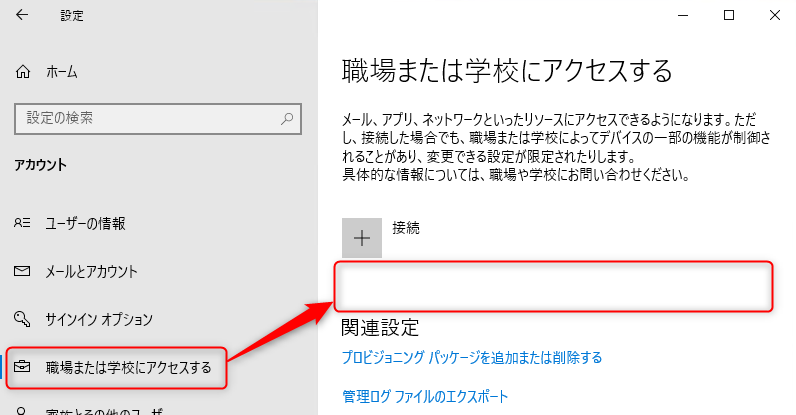 設定
ホーム
設定の検索
アカウント
ユーザーの情報
メールとアカウント
サインイン オプション
職場または学校にアクセスする
家族とその他のユーザー
職場または学校にアクセスする
メール、アプリ、ネットワークといったリソースにアクセスできるようになります。ただ
し、接続した場合でも、職場または学校によってデバイスの一部の機能が制御さ
れることがあり、変更できる設定が限定されたりします。
具体的な情報については、職場や学校にお問い合わせください。
接続
関連設定
プロビジョニング パッケージを追加または削除する
管理ログ ファイルのエクスポート